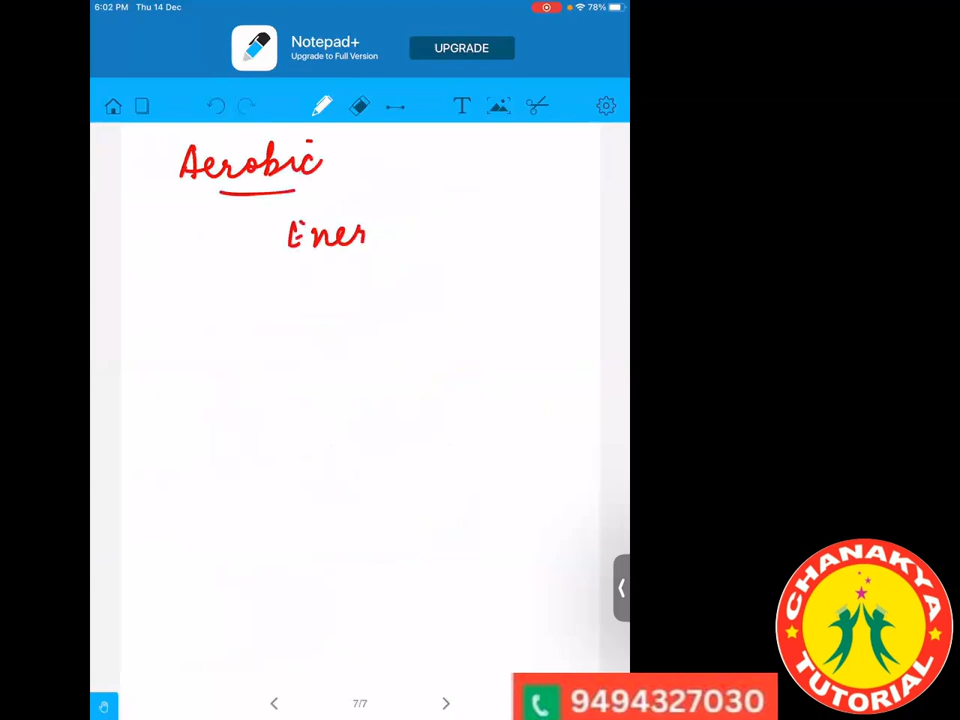 6:02 PM Thu 14 Dec 78%
Notepad+
Upgrade to Full Version
UPGRADE
T
Aerobic
Ener
7/7
CHANAKYA
TUTORIAL
9494327030